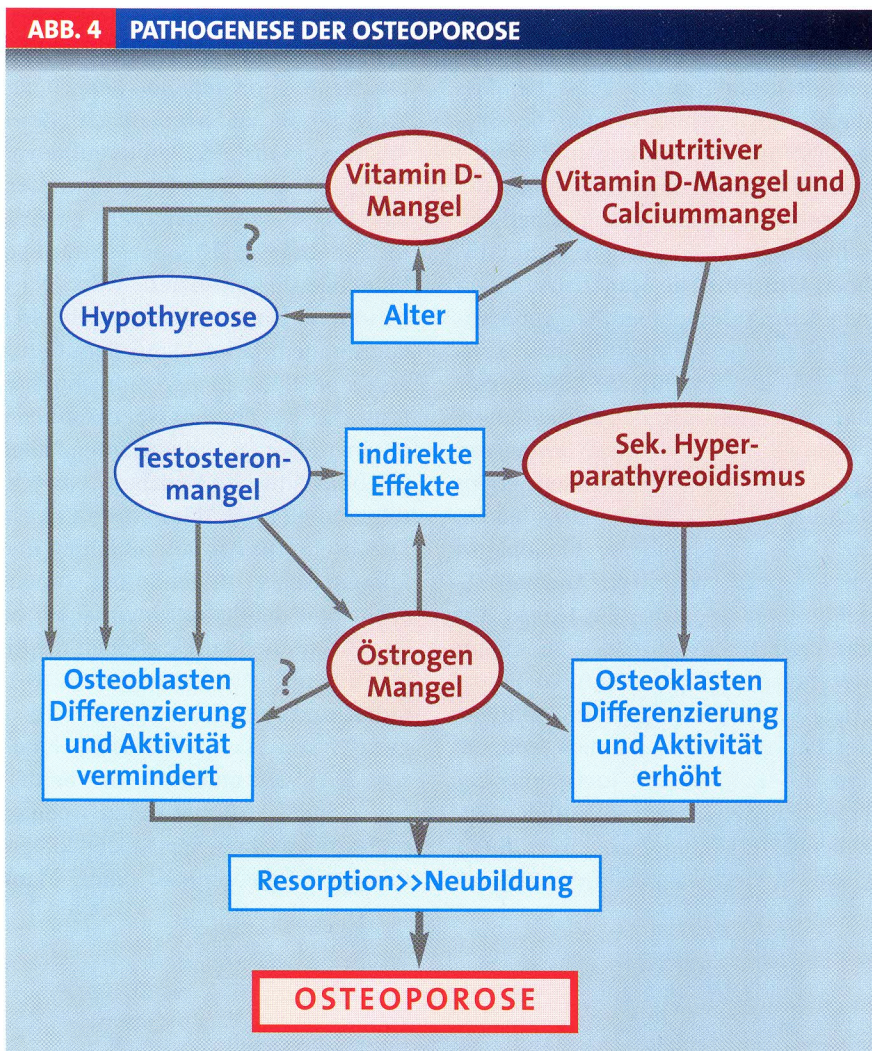 ABB. 4 PATHOGENESE DER OSTEOPOROSE
Vitamin D-
Mangel
Nutritiver
Vitamin D-Mangel und
Calciummangel
?
Hypothyreose
Alter
Testosteron-
mangel
indirekte
Effekte
Sek. Hyper-
parathyreoidismus
Osteoblasten
Differenzierung
und Aktivität
vermindert
?
Östrogen
Mangel
Osteoklasten
Differenzierung
und Aktivität
erhöht
Resorption>>Neubildung
OSTEOPOROSE